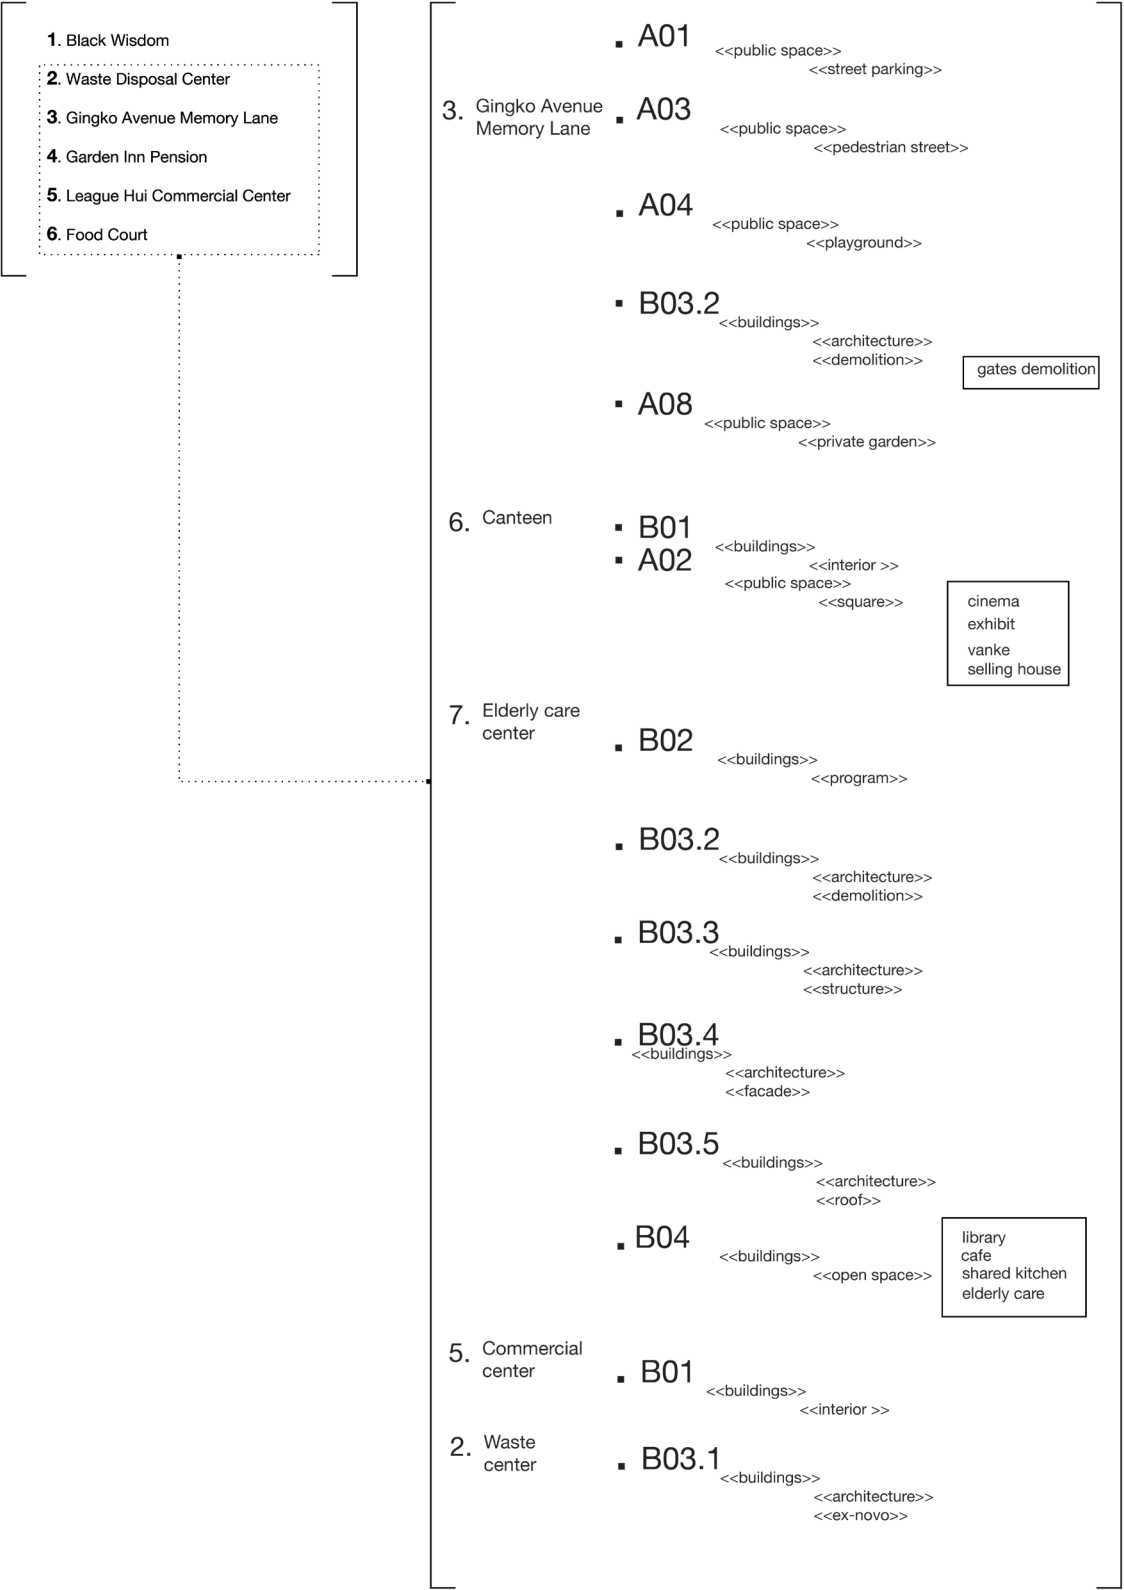 1. Black Wisdom
2. Waste Disposal Center
3. Gingko Avenue Memory Lane
4. Garden Inn Pension
5. League Hui Commercial Center
6. Food Court
3. Gingko Avenue
Memory Lane
A01
<<public space>>
<<street parking>>
A03
<<public space>>
<<pedestrian street>>
A04
<<public space>>
<<playground>>
B03.2
<<buildings>>
<<architecture>>
<<demolition>>
gates demolition
A08
<<public space>>
<<private garden>>
6. Canteen
B01
<<buildings>>
<<interior >>
A02
<<public space>>
<<square>>
cinema
exhibit
vanke
selling house
7. Elderly care
center
B02
<<buildings>>
<<program>>
B03.2
<<buildings>>
<<architecture>>
<<demolition>>
B03.3
<<buildings>>
<<architecture>>
<<structure>>
B03.4
<<buildings>>
<<architecture>>
<<facade>>
B03.5
<<buildings>>
<<architecture>>
<<roof>>
B04
<<buildings>>
<<open space>>
library
cafe
shared kitchen
elderly care
5. Commercial
center
B01
<<buildings>>
<<interior >>
2. Waste
center
B03.1
<<buildings>>
<<architecture>>
<<ex-novo>>